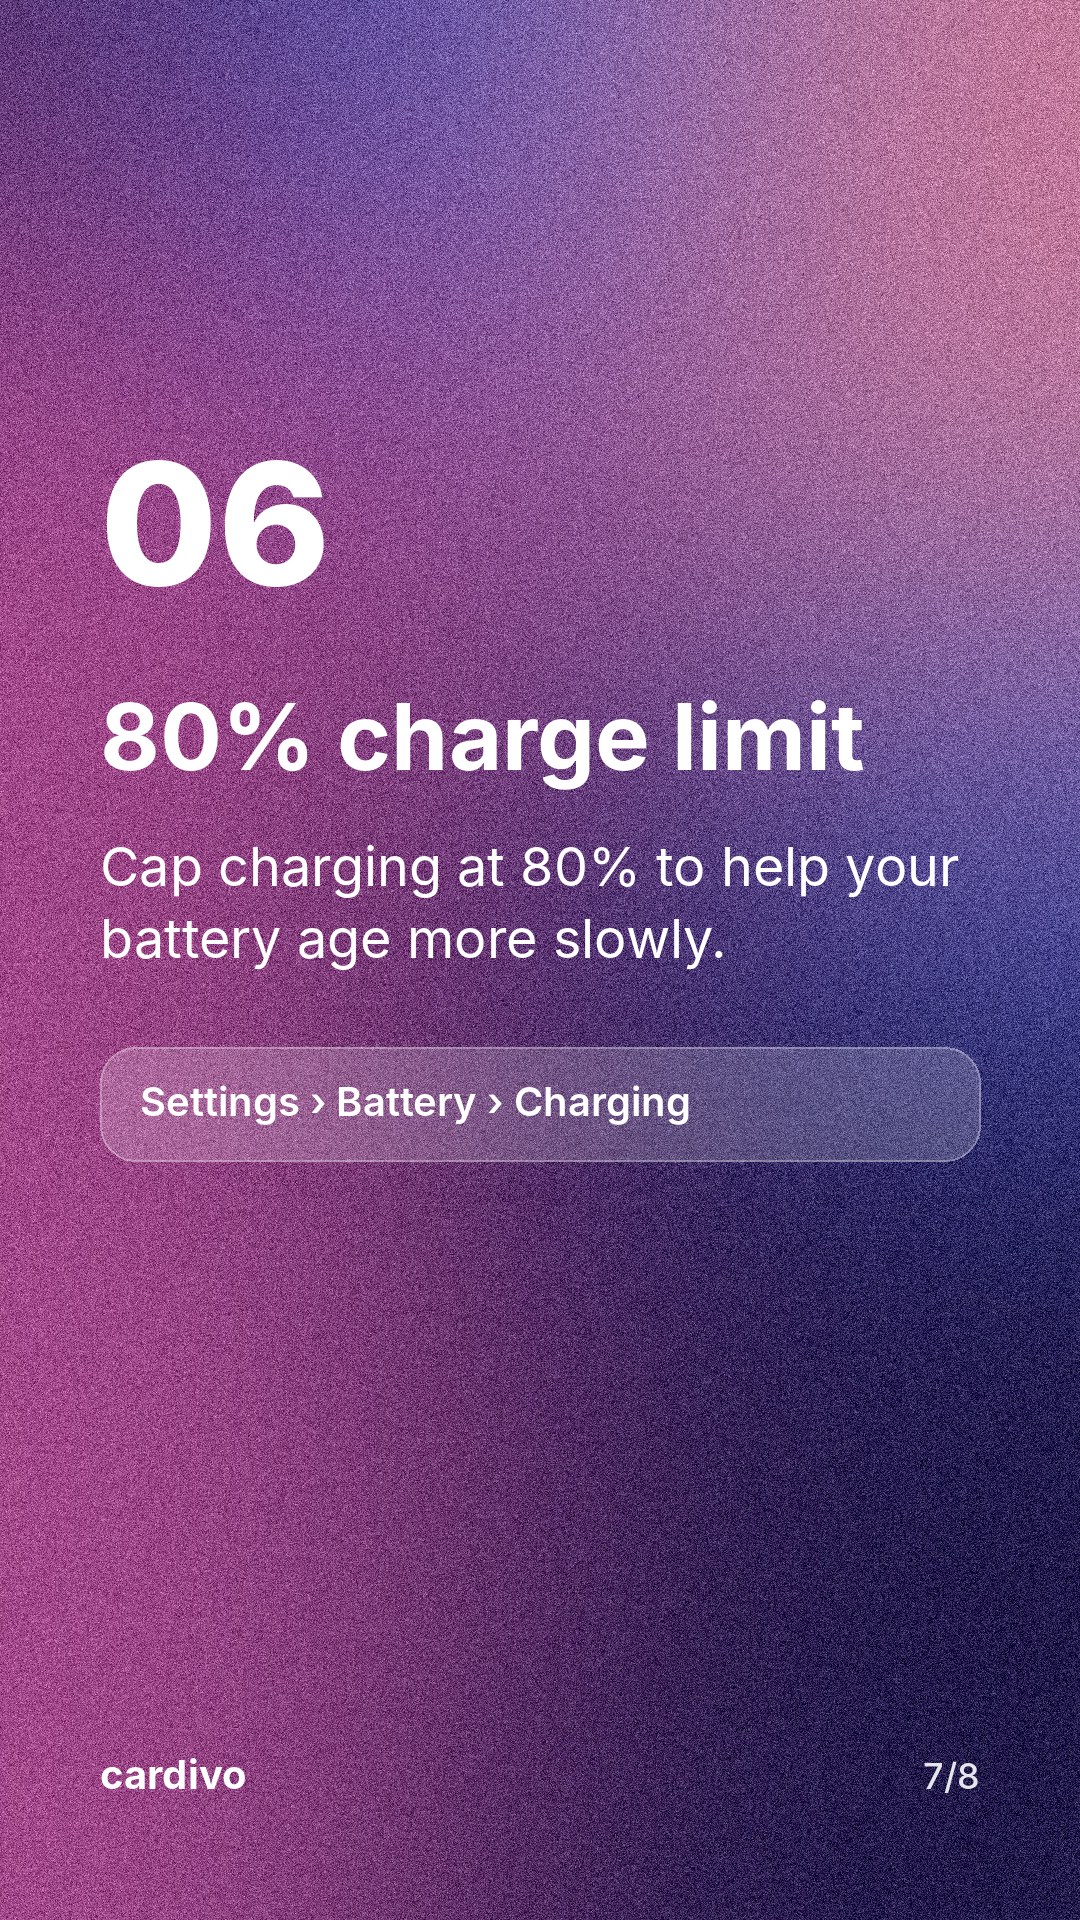 06
80% charge limit
Cap charging at 80% to help your
battery age more slowly.
Settings › Battery › Charging
cardivo
7/8